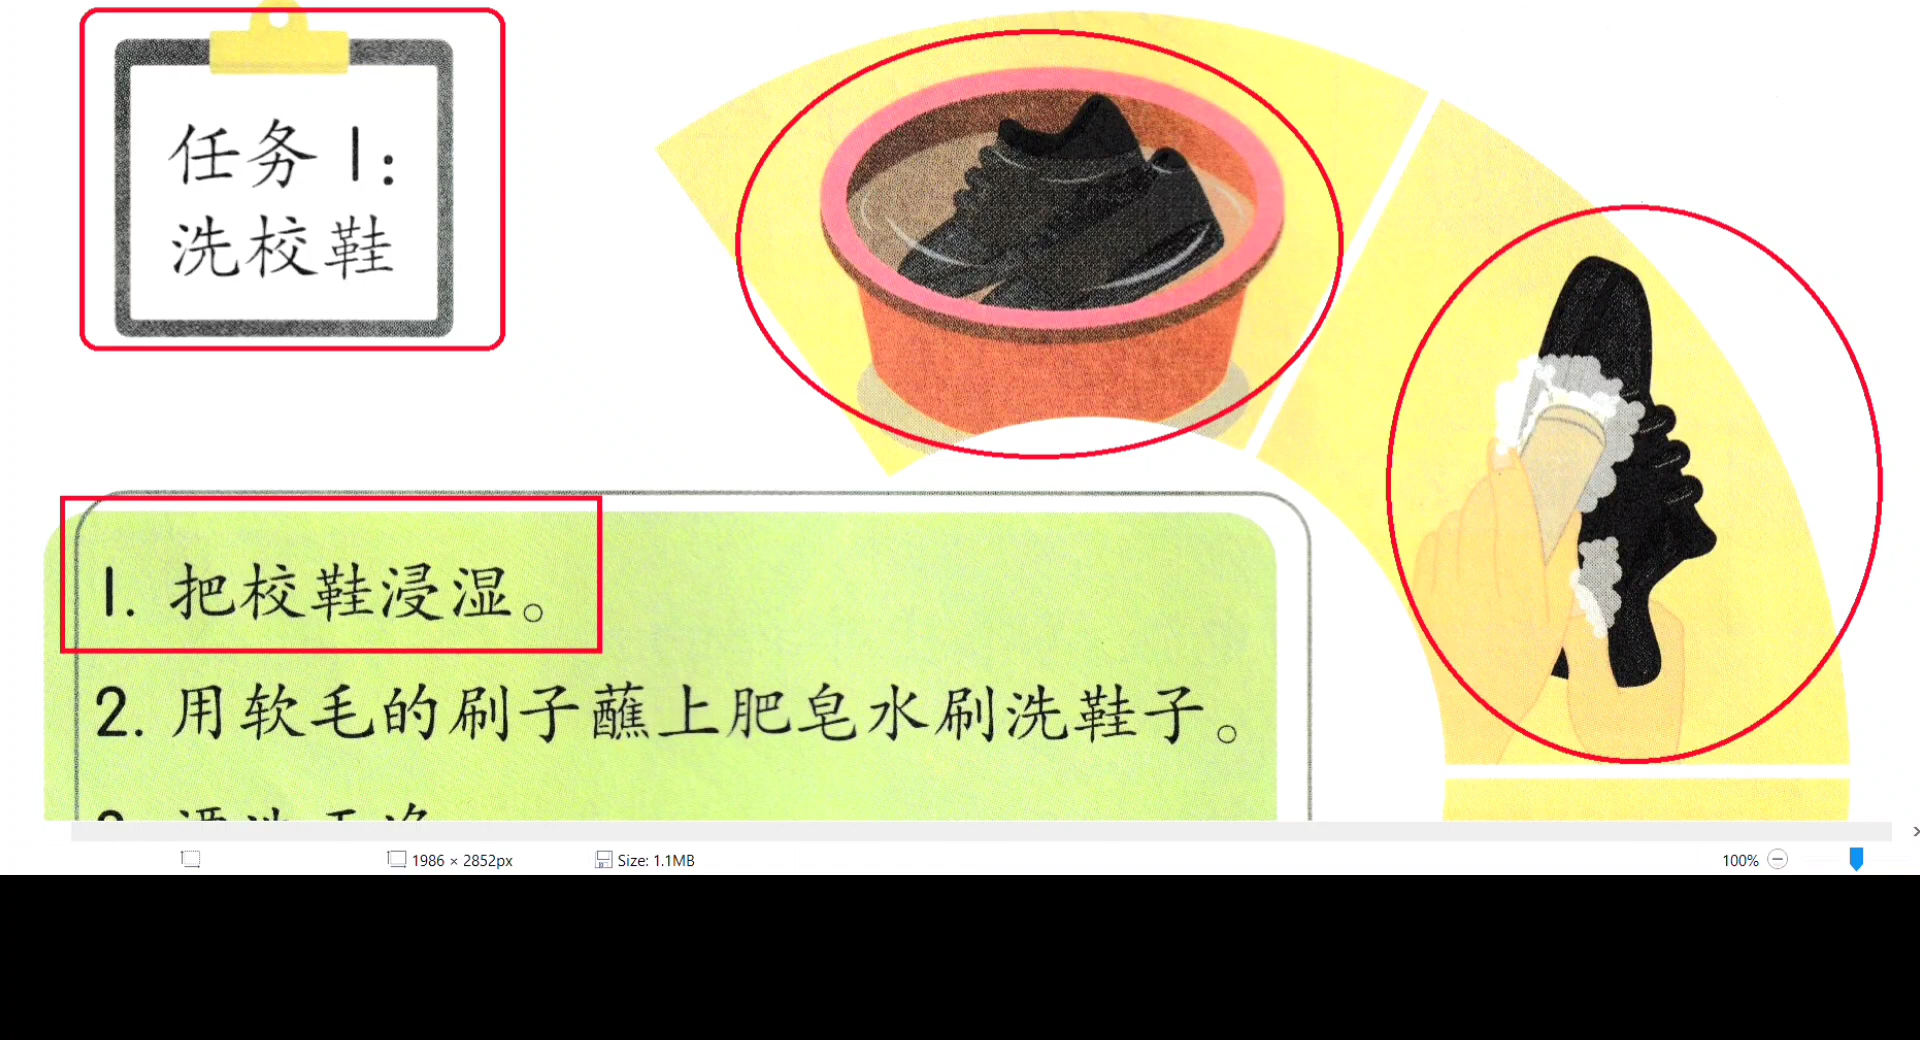 任务1:
洗校鞋
1. 把校鞋浸湿。
2. 用软毛的刷子蘸上肥皂水刷洗鞋子。
1986 × 2852px
Size: 1.1MB
100%